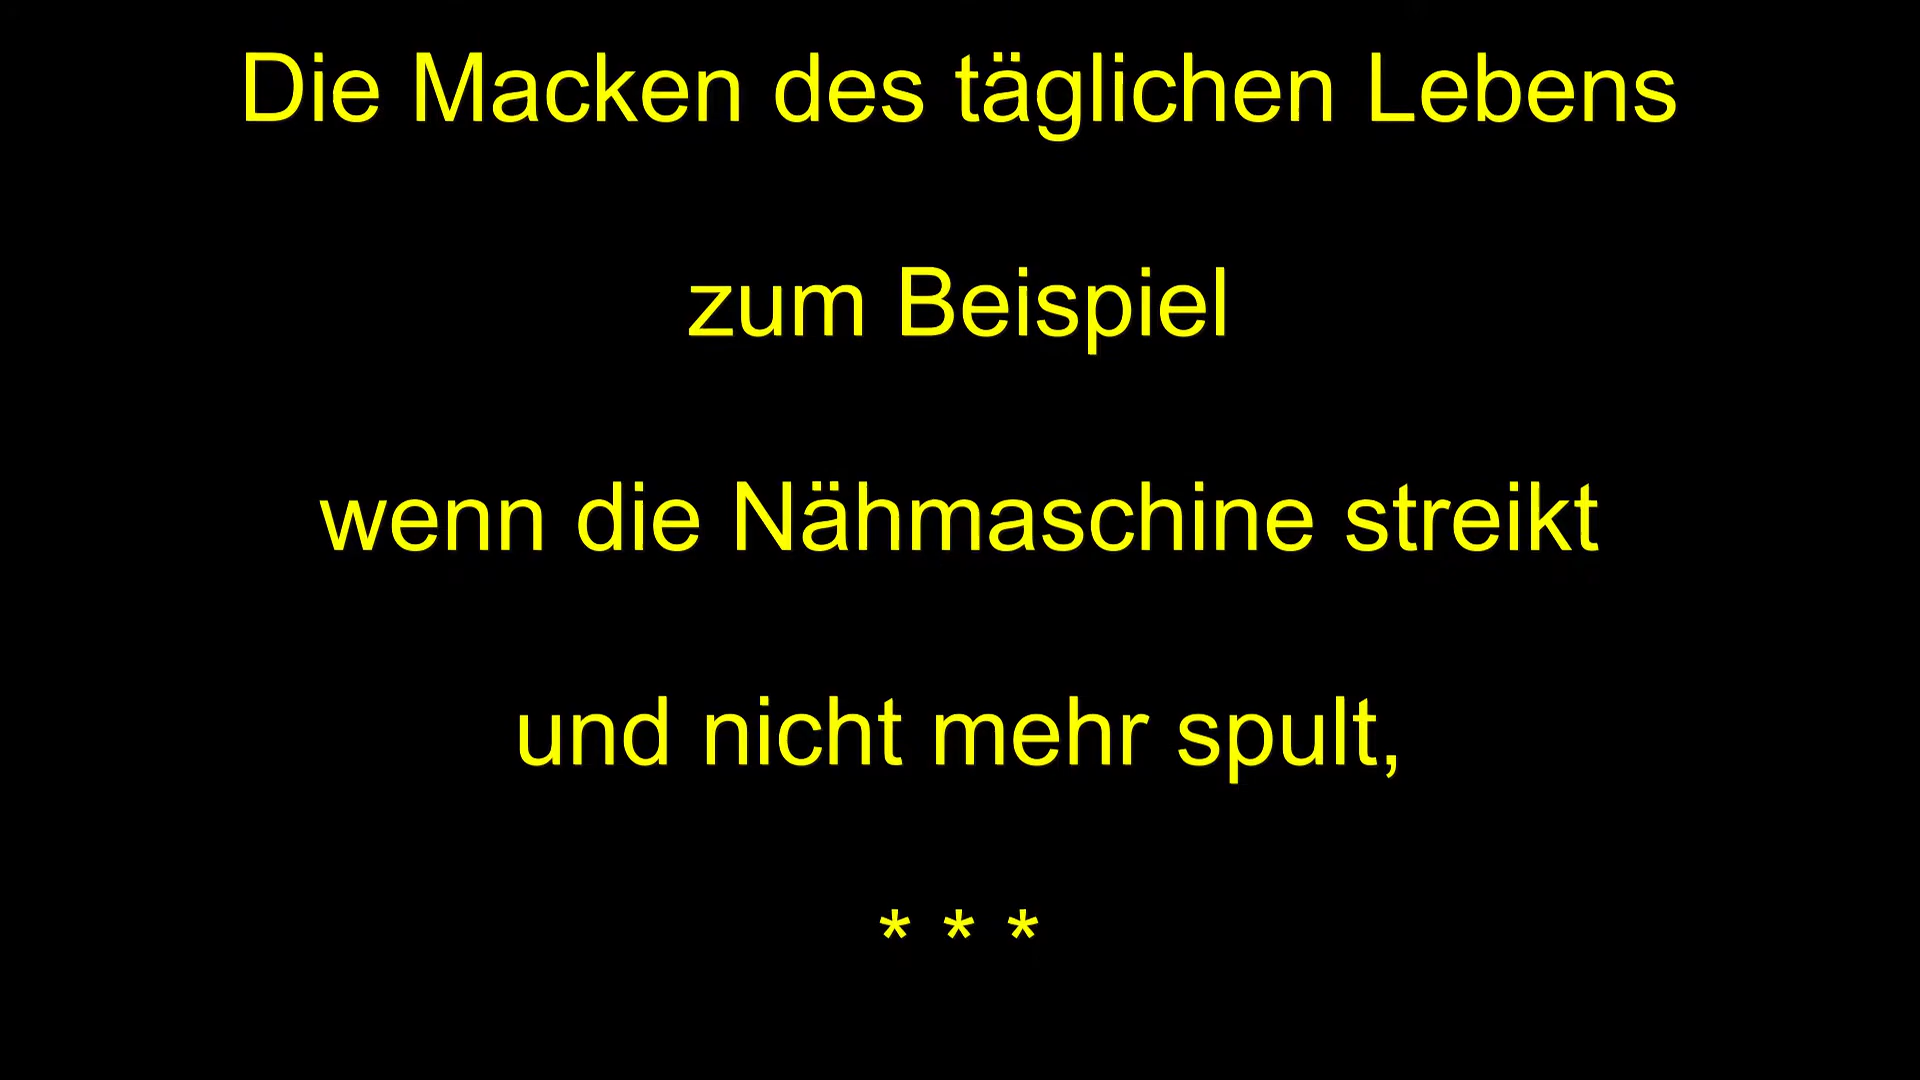 Die Macken des täglichen Lebens
zum Beispiel
wenn die Nähmaschine streikt
und nicht mehr spult,
* * *